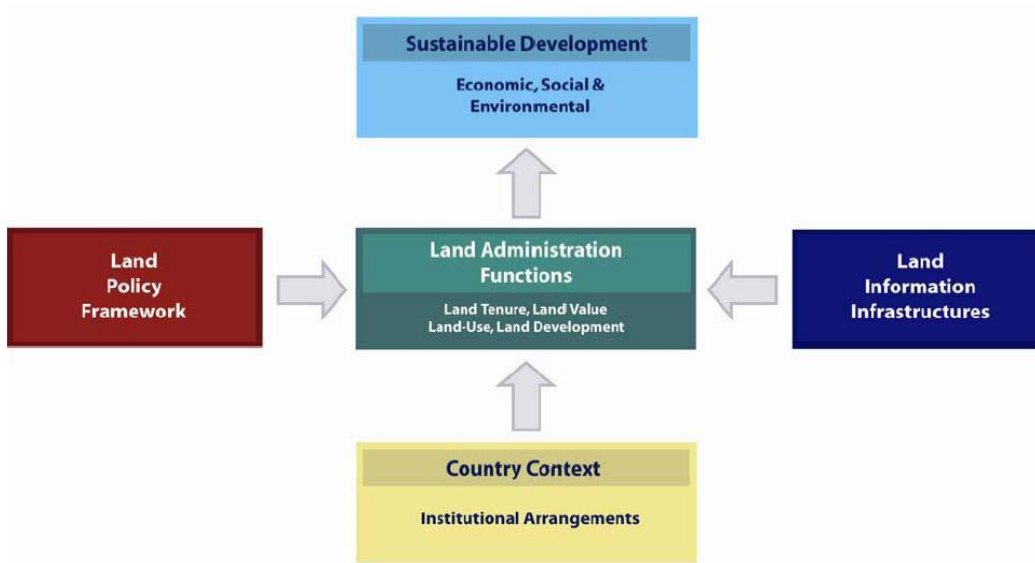 Sustainable Development
Economic, Social &
Environmental
Land
Policy
Framework
Land Administration
Functions
Land Tenure, Land Value
Land-Use, Land Development
Land
Information
Infrastructures
Country Context
Institutional Arrangements